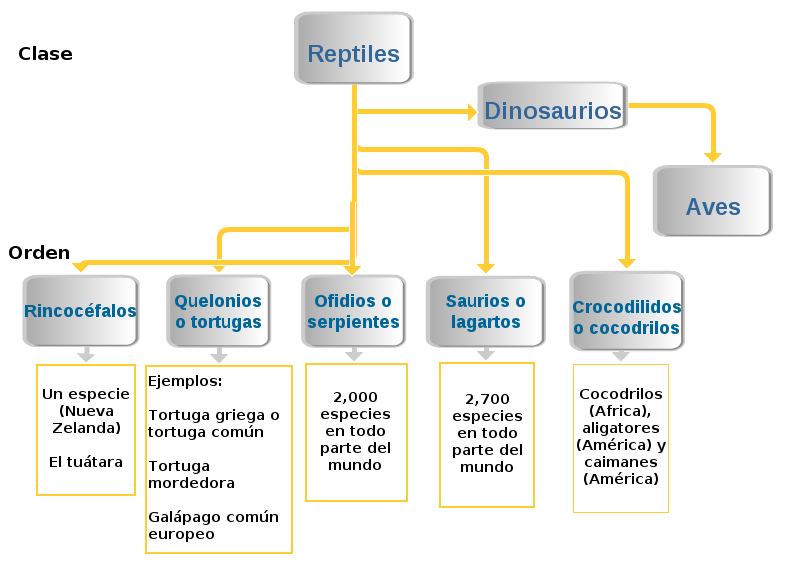 Clase
Reptiles
Dinosaurios
Aves
Orden
Rincocéfalos
Quelonios
o tortugas
Ofidios o
serpientes
Saurios o
lagartos
Crocodilidos
o cocodrilos
Un especie
(Nueva
Zelanda)
El tuátara
Ejemplos:
Tortuga griega o
tortuga común
Tortuga
mordedora
Galápago común
europeo
2,000
especies
en todo
parte del
mundo
2,700
especies
en todo
parte del
mundo
Cocodrilos
(Africa),
aligatores
(América) y
caimanes
(América)